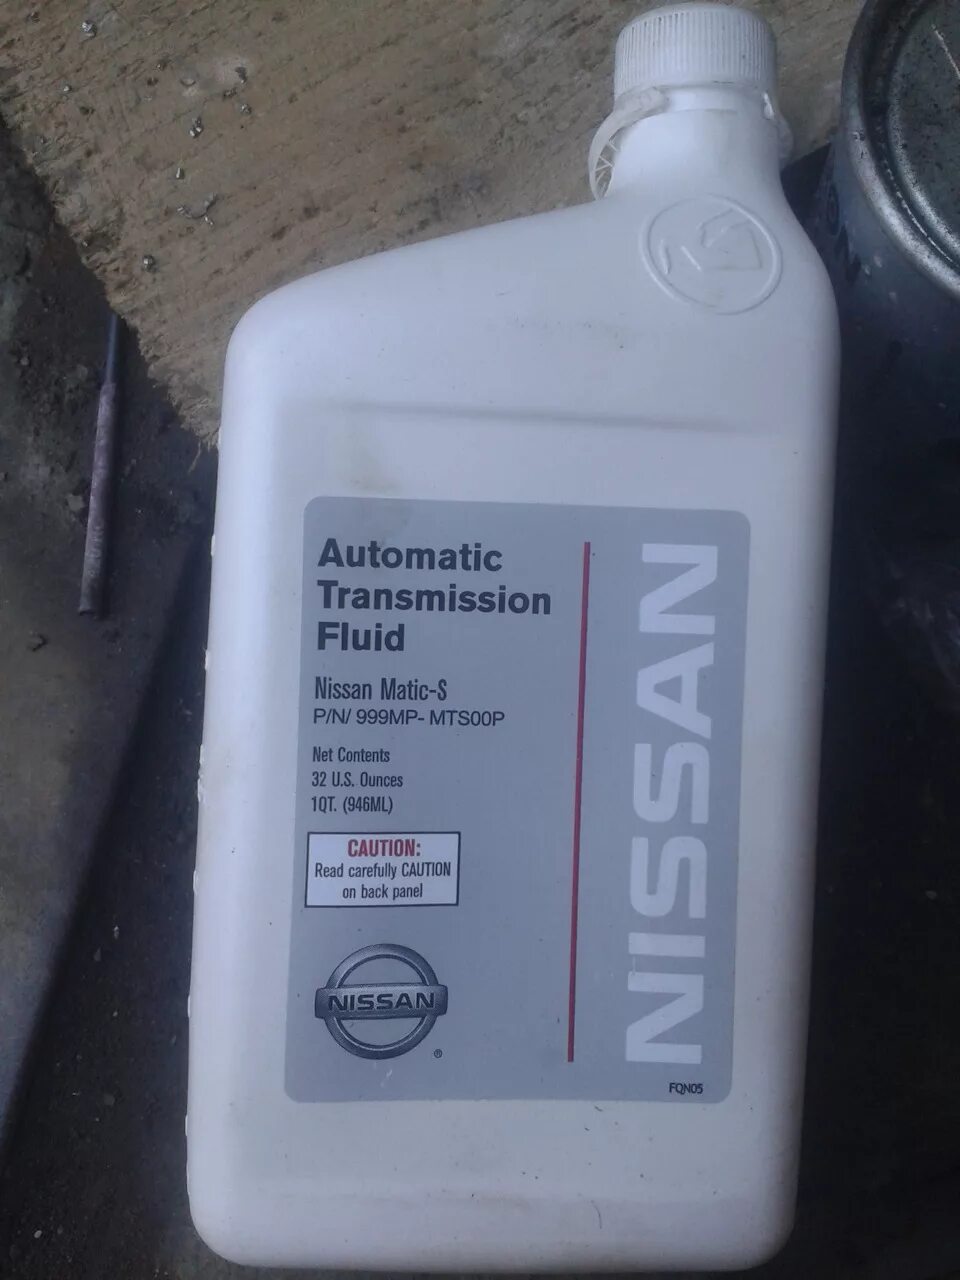 Automatic
Transmission
Fluid
Nissan Matic-S
P/N/ 999MP- MTS00P
Net Contents
32 U.S. Ounces
1QT. (946ML)
CAUTION:
Read carefully CAUTION
on back panel
NISSAN
®
NISSAN
FQN05